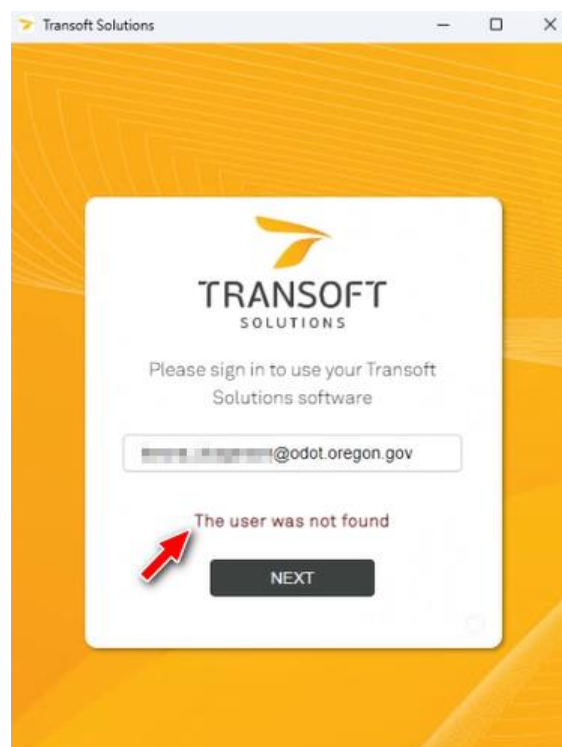 Transoft Solutions
TRANSOFT
SOLUTIONS
Please sign in to use your Transoft
Solutions software
@odot.oregon.gov
The user was not found
NEXT